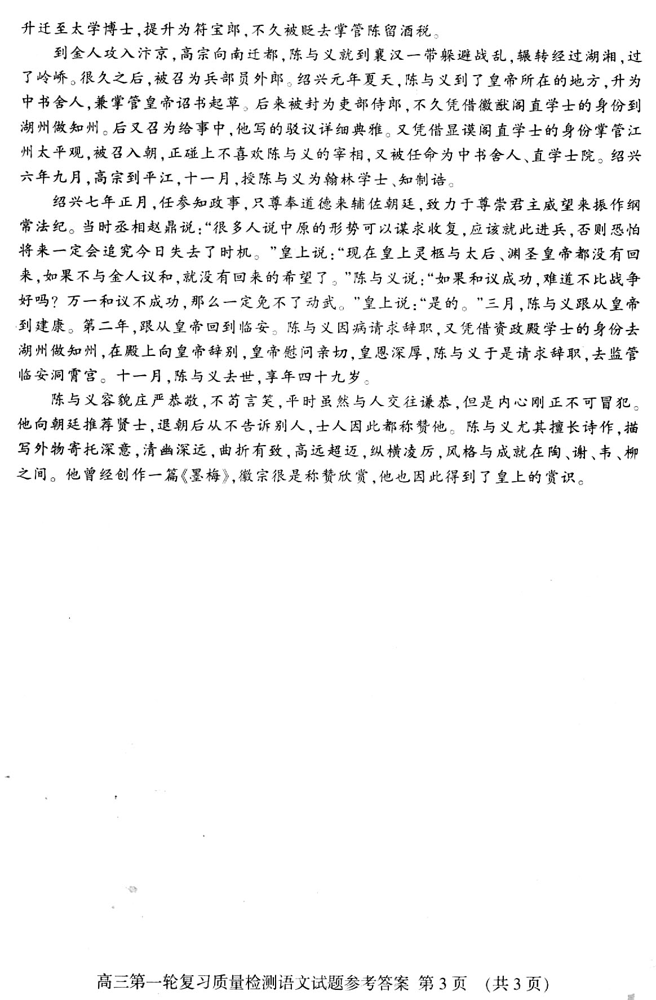 升迁至太学博士,提升为符宝郎,不久被贬去掌管陈留酒税。
到金人攻入汴京,高宗向南迁都,陈与义就到襄汉一带躲避战乱,辗转经过湖湘,过
了岭峤。很久之后,被召为兵部员外郎。绍兴元年夏天,陈与义到了皇帝所在的地方,升为
中书舍人,兼掌管皇帝诏书起草。后来被封为吏部侍郎,不久凭借徽猷阁直学士的身份到
湖州做知州。后又召为给事中,他写的驳议详细典雅。又凭借显谟阁直学士的身份掌管江
州太平观,被召入朝,正碰上不喜欢陈与义的宰相,又被任命为中书舍人、直学士院。绍兴
六年九月,高宗到平江,十一月,授陈与义为翰林学士、知制诰。
绍兴七年正月,任参知政事,只尊奉道德来辅佐朝廷,致力于尊崇君主威望来振作纲
常法纪。当时丞相赵鼎说:“很多人说中原的形势可以谋求收复,应该就此进兵,否则恐怕
将来一定会追究今日失去了时机。”皇上说:“现在皇上灵柩与太后、渊圣皇帝都没有回
来,如果不与金人议和,就没有回来的希望了。”陈与义说:“如果和议成功,难道不比战争
好吗?万一和议不成功,那么一定免不了动武。”皇上说:“是的。”三月,陈与义跟从皇帝
到建康。第二年,跟从皇帝回到临安。陈与义因病请求辞职,又凭借资政殿学士的身份去
湖州做知州,在殿上向皇帝辞别,皇帝慰问亲切,皇恩深厚,陈与义于是请求辞职,去监管
临安洞霄宫。十一月,陈与义去世,享年四十九岁。
陈与义容貌庄严恭敬,不苟言笑,平时虽然与人交往谦恭,但是内心刚正不可冒犯。
他向朝廷推荐贤士,退朝后从不告诉别人,士人因此都称赞他。陈与义尤其擅长诗作,描
写外物寄托深意,清幽深远,曲折有致,高远超迈,纵横凌厉,风格与成就在陶、谢、韦、柳
之间。他曾经创作一篇《墨梅》,徽宗很是称赞欣赏,他也因此得到了皇上的赏识。
高三第一轮复习质量检测语文试题参考答案 第3页 (共3页)